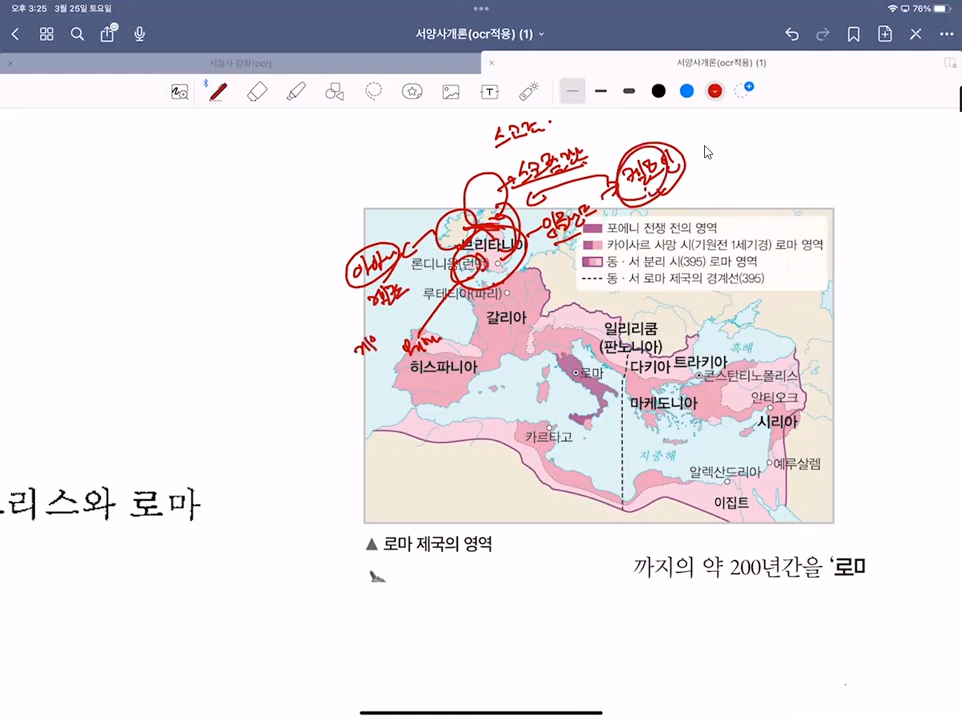 오후 3:25 3월 25일 토요일
76%
서양사개론(ocr적용) (1)
서양사 강좌(ocr)
서양사개론(ocr적용) (1)
스코틀랜드
켈트인
잉글랜드
포에니 전쟁 전의 영역
카이사르 사망 시(기원전 1세기경) 로마 영역
동·서 분리 시(395) 로마 영역
동·서 로마 제국의 경계선(395)
브리타니아
론디니움(런던)
루테티아(파리)
갈리아
일리리쿰
(판노니아)
흑해
히스파니아
로마
다키아
트라키아
콘스탄티노폴리스
마케도니아
안티오크
시리아
카르타고
지중해
예루살렘
알렉산드리아
이집트
리스와 로마
▲ 로마 제국의 영역
까지의 약 200년간을 ‘로마